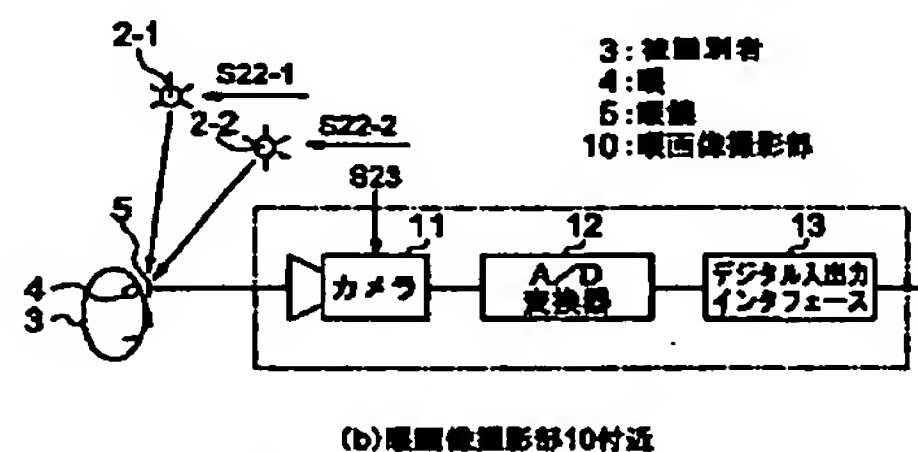 2-1
S22-1
2-2
S22-2
S23
3:被識別者
4:眼
5:眼鏡
10:眼画像撮影部
5
4
3
11
カメラ
12
A/D
変換器
13
デジタル入出力
インタフェース
(b)眼画像撮影部10付近